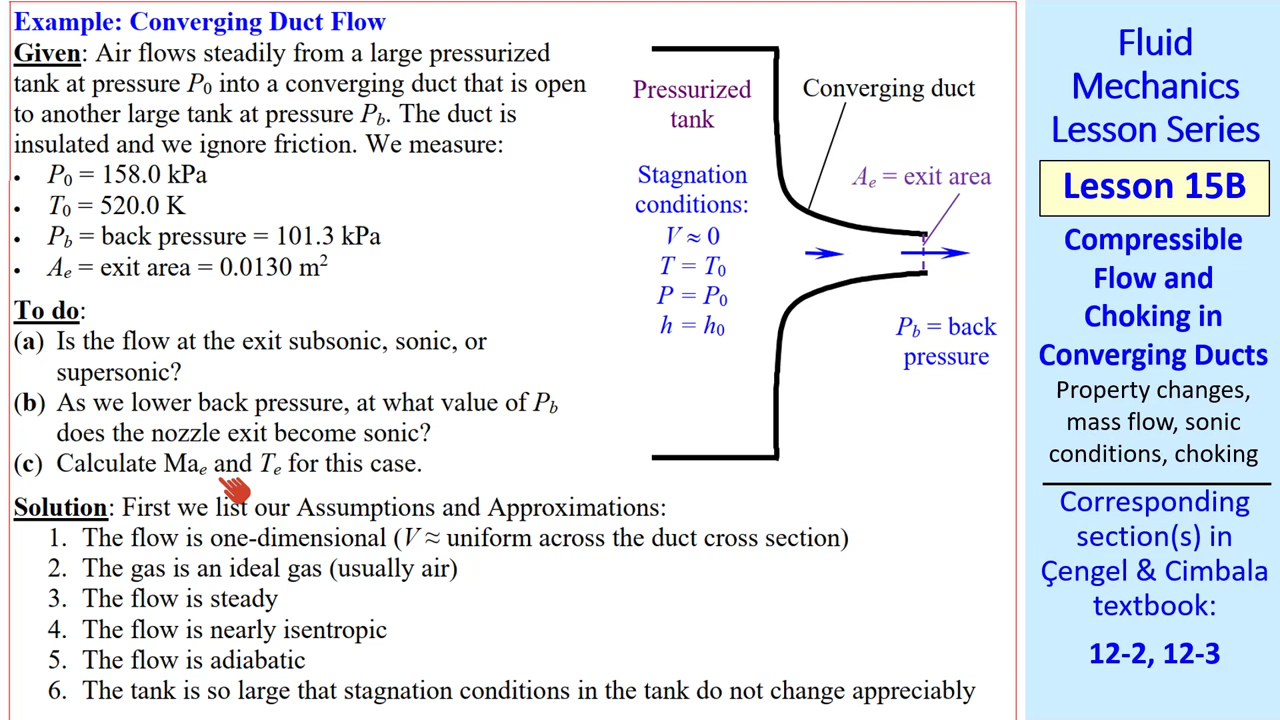 Example: Converging Duct Flow
Given: Air flows steadily from a large pressurized
tank at pressure P₀ into a converging duct that is open
to another large tank at pressure P_b. The duct is
insulated and we ignore friction. We measure:
• P₀ = 158.0 kPa
• T₀ = 520.0 K
• P_b = back pressure = 101.3 kPa
• A_e = exit area = 0.0130 m²
To do:
(a) Is the flow at the exit subsonic, sonic, or
supersonic?
(b) As we lower back pressure, at what value of P_b
does the nozzle exit become sonic?
(c) Calculate Ma_e and T_e for this case.
Solution: First we list our Assumptions and Approximations:
1. The flow is one-dimensional (V ≈ uniform across the duct cross section)
2. The gas is an ideal gas (usually air)
3. The flow is steady
4. The flow is nearly isentropic
5. The flow is adiabatic
6. The tank is so large that stagnation conditions in the tank do not change appreciably
Pressurized
tank
Converging duct
Stagnation
conditions:
V ≈ 0
T = T₀
P = P₀
h = h₀
A_e = exit area
P_b = back
pressure
Fluid
Mechanics
Lesson Series
Lesson 15B
Compressible
Flow and
Choking in
Converging Ducts
Property changes,
mass flow, sonic
conditions, choking
Corresponding
section(s) in
Çengel & Cimbala
textbook:
12-2, 12-3